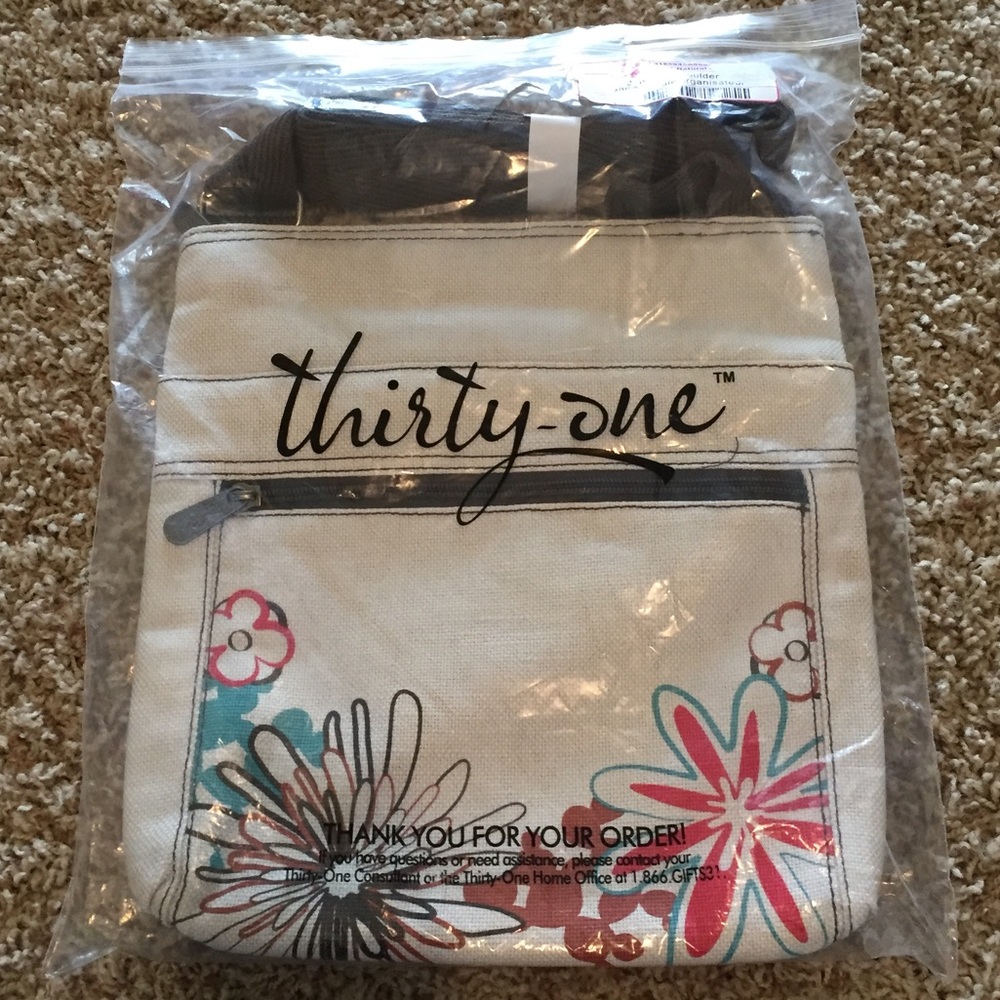 ulder
thirty-one™
THANK YOU FOR YOUR ORDER!
If you have questions or need assistance, please contact your
Thirty-One Consultant or the Thirty-One Home Office at 1.866.GIFTS31.